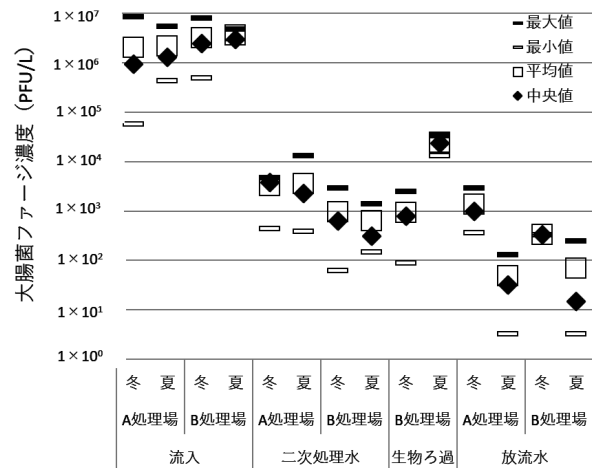 大腸菌ファージ濃度（PFU/L）
1×10⁷
1×10⁶
1×10⁵
1×10⁴
1×10³
1×10²
1×10¹
1×10⁰
最大値
最小値
平均値
中央値
冬 夏 冬 夏 冬 夏 冬 夏 冬 夏 冬 夏 冬 夏
A処理場 B処理場 A処理場 B処理場 B処理場 A処理場 B処理場
流入 二次処理水 生物ろ過 放流水